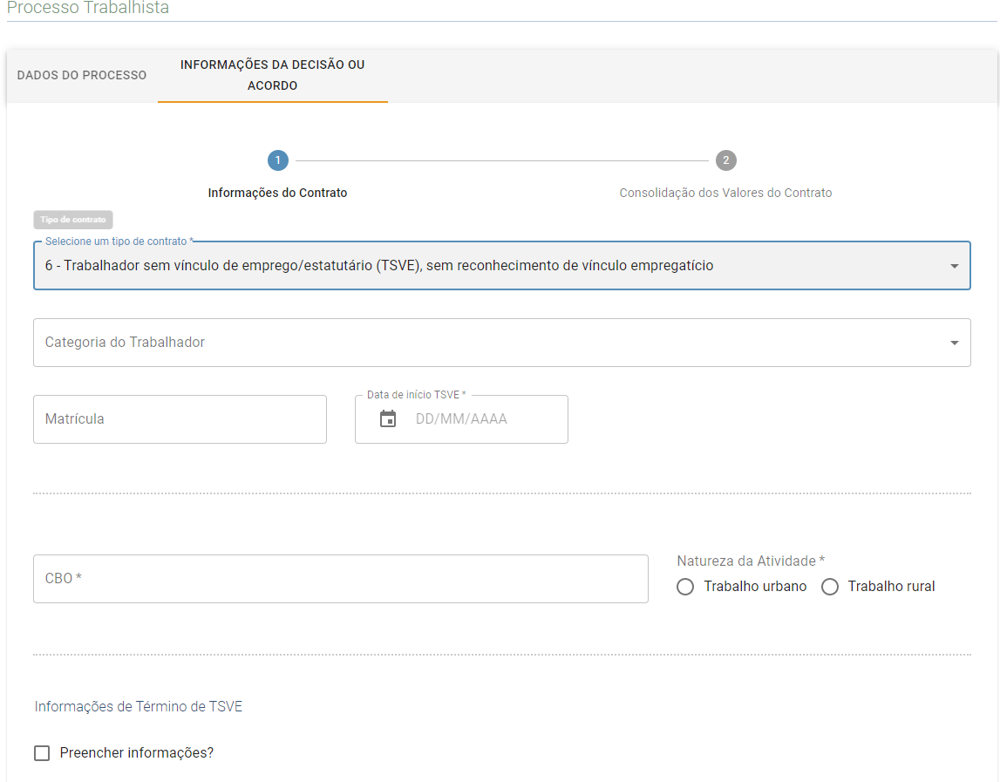 Processo Trabalhista
DADOS DO PROCESSO
INFORMAÇÕES DA DECISÃO OU
ACORDO
1
2
Informações do Contrato
Consolidação dos Valores do Contrato
Tipo de contrato
Selecione um tipo de contrato *
6 - Trabalhador sem vínculo de emprego/estatutário (TSVE), sem reconhecimento de vínculo empregatício
Categoria do Trabalhador
Matrícula
Data de início TSVE *
DD/MM/AAAA
CBO *
Natureza da Atividade *
Trabalho urbano
Trabalho rural
Informações de Término de TSVE
Preencher informações?